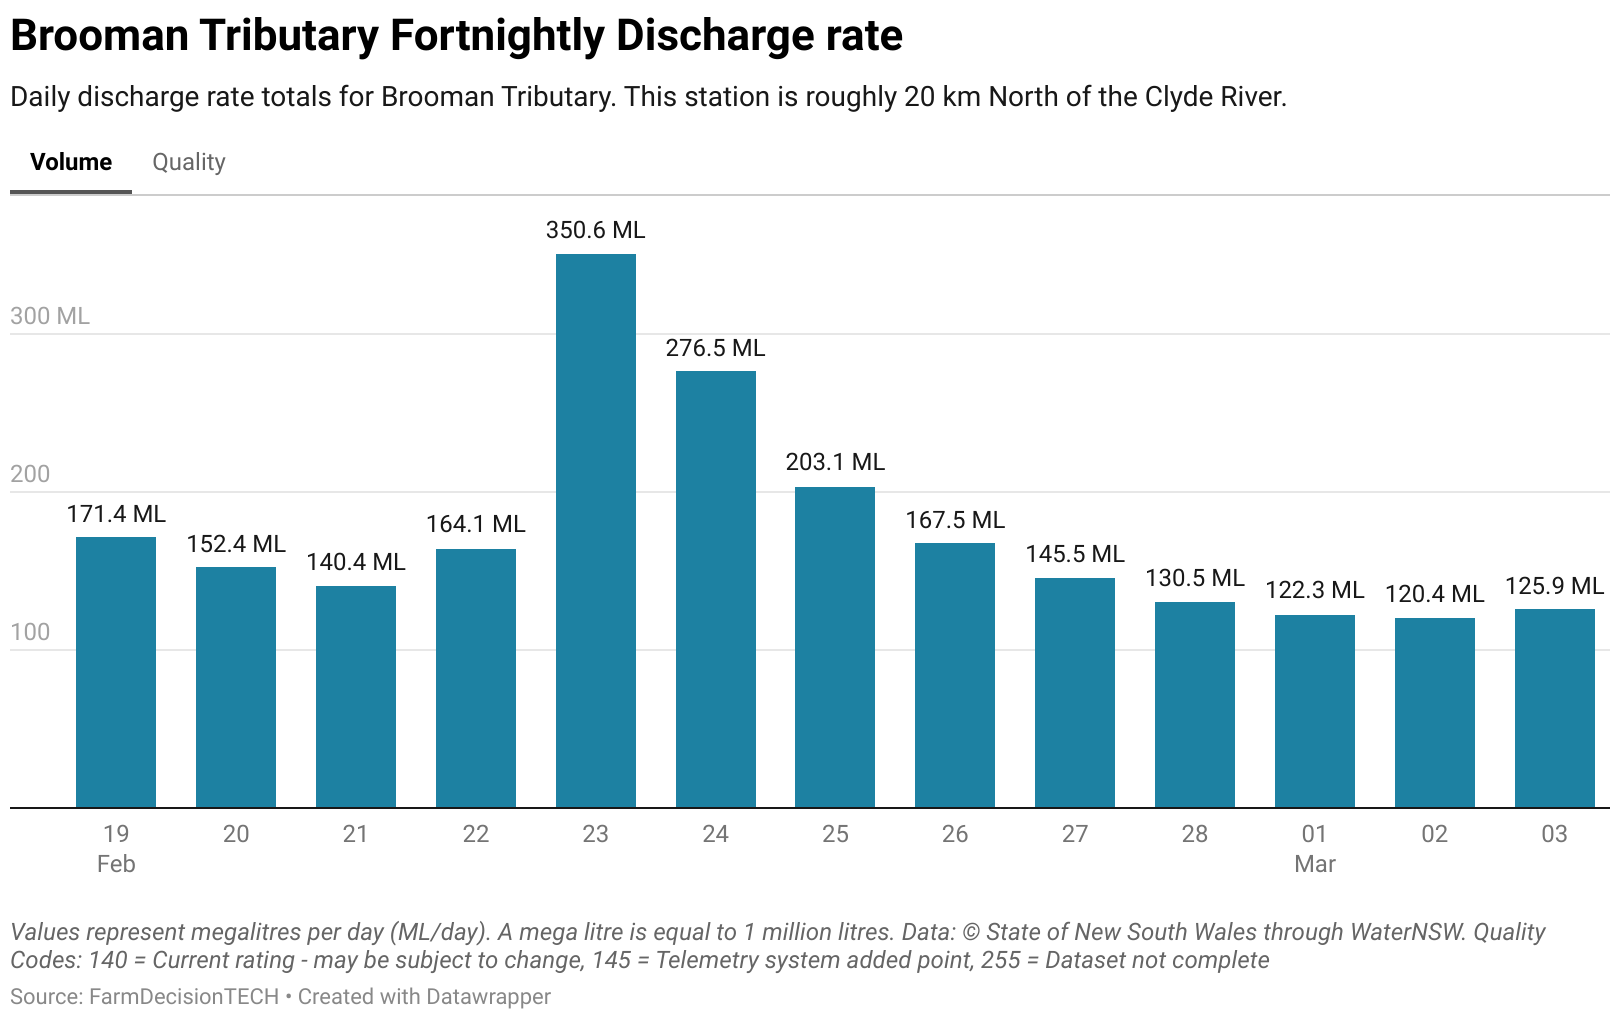 Brooman Tributary Fortnightly Discharge rate
Daily discharge rate totals for Brooman Tributary. This station is roughly 20 km North of the Clyde River.
Volume Quality
350.6 ML
300 ML
276.5 ML
203.1 ML
200
171.4 ML
152.4 ML
140.4 ML
164.1 ML
167.5 ML
145.5 ML
130.5 ML
122.3 ML
120.4 ML
125.9 ML
100
19 20 21 22 23 24 25 26 27 28 01 02 03
Feb Mar
Values represent megalitres per day (ML/day). A mega litre is equal to 1 million litres. Data: © State of New South Wales through WaterNSW. Quality
Codes: 140 = Current rating - may be subject to change, 145 = Telemetry system added point, 255 = Dataset not complete
Source: FarmDecisionTECH • Created with Datawrapper